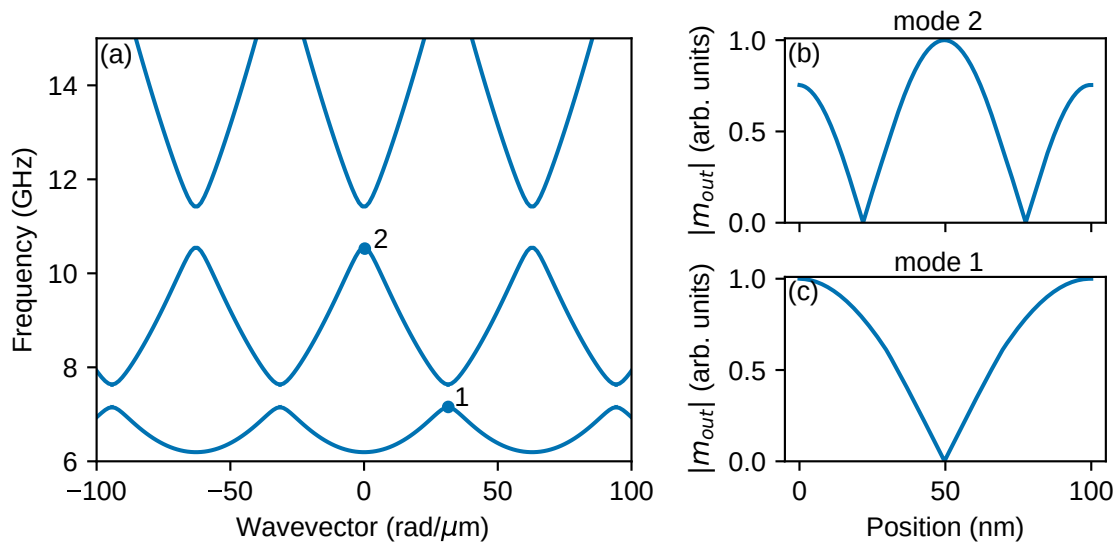 (a)
14
12
10
8
6
Frequency (GHz)
2
1
−100
−50
0
50
100
Wavevector (rad/μm)
mode 2
(b)
1.0
0.5
0.0
|m_out| (arb. units)
mode 1
(c)
1.0
0.5
0.0
|m_out| (arb. units)
0
50
100
Position (nm)